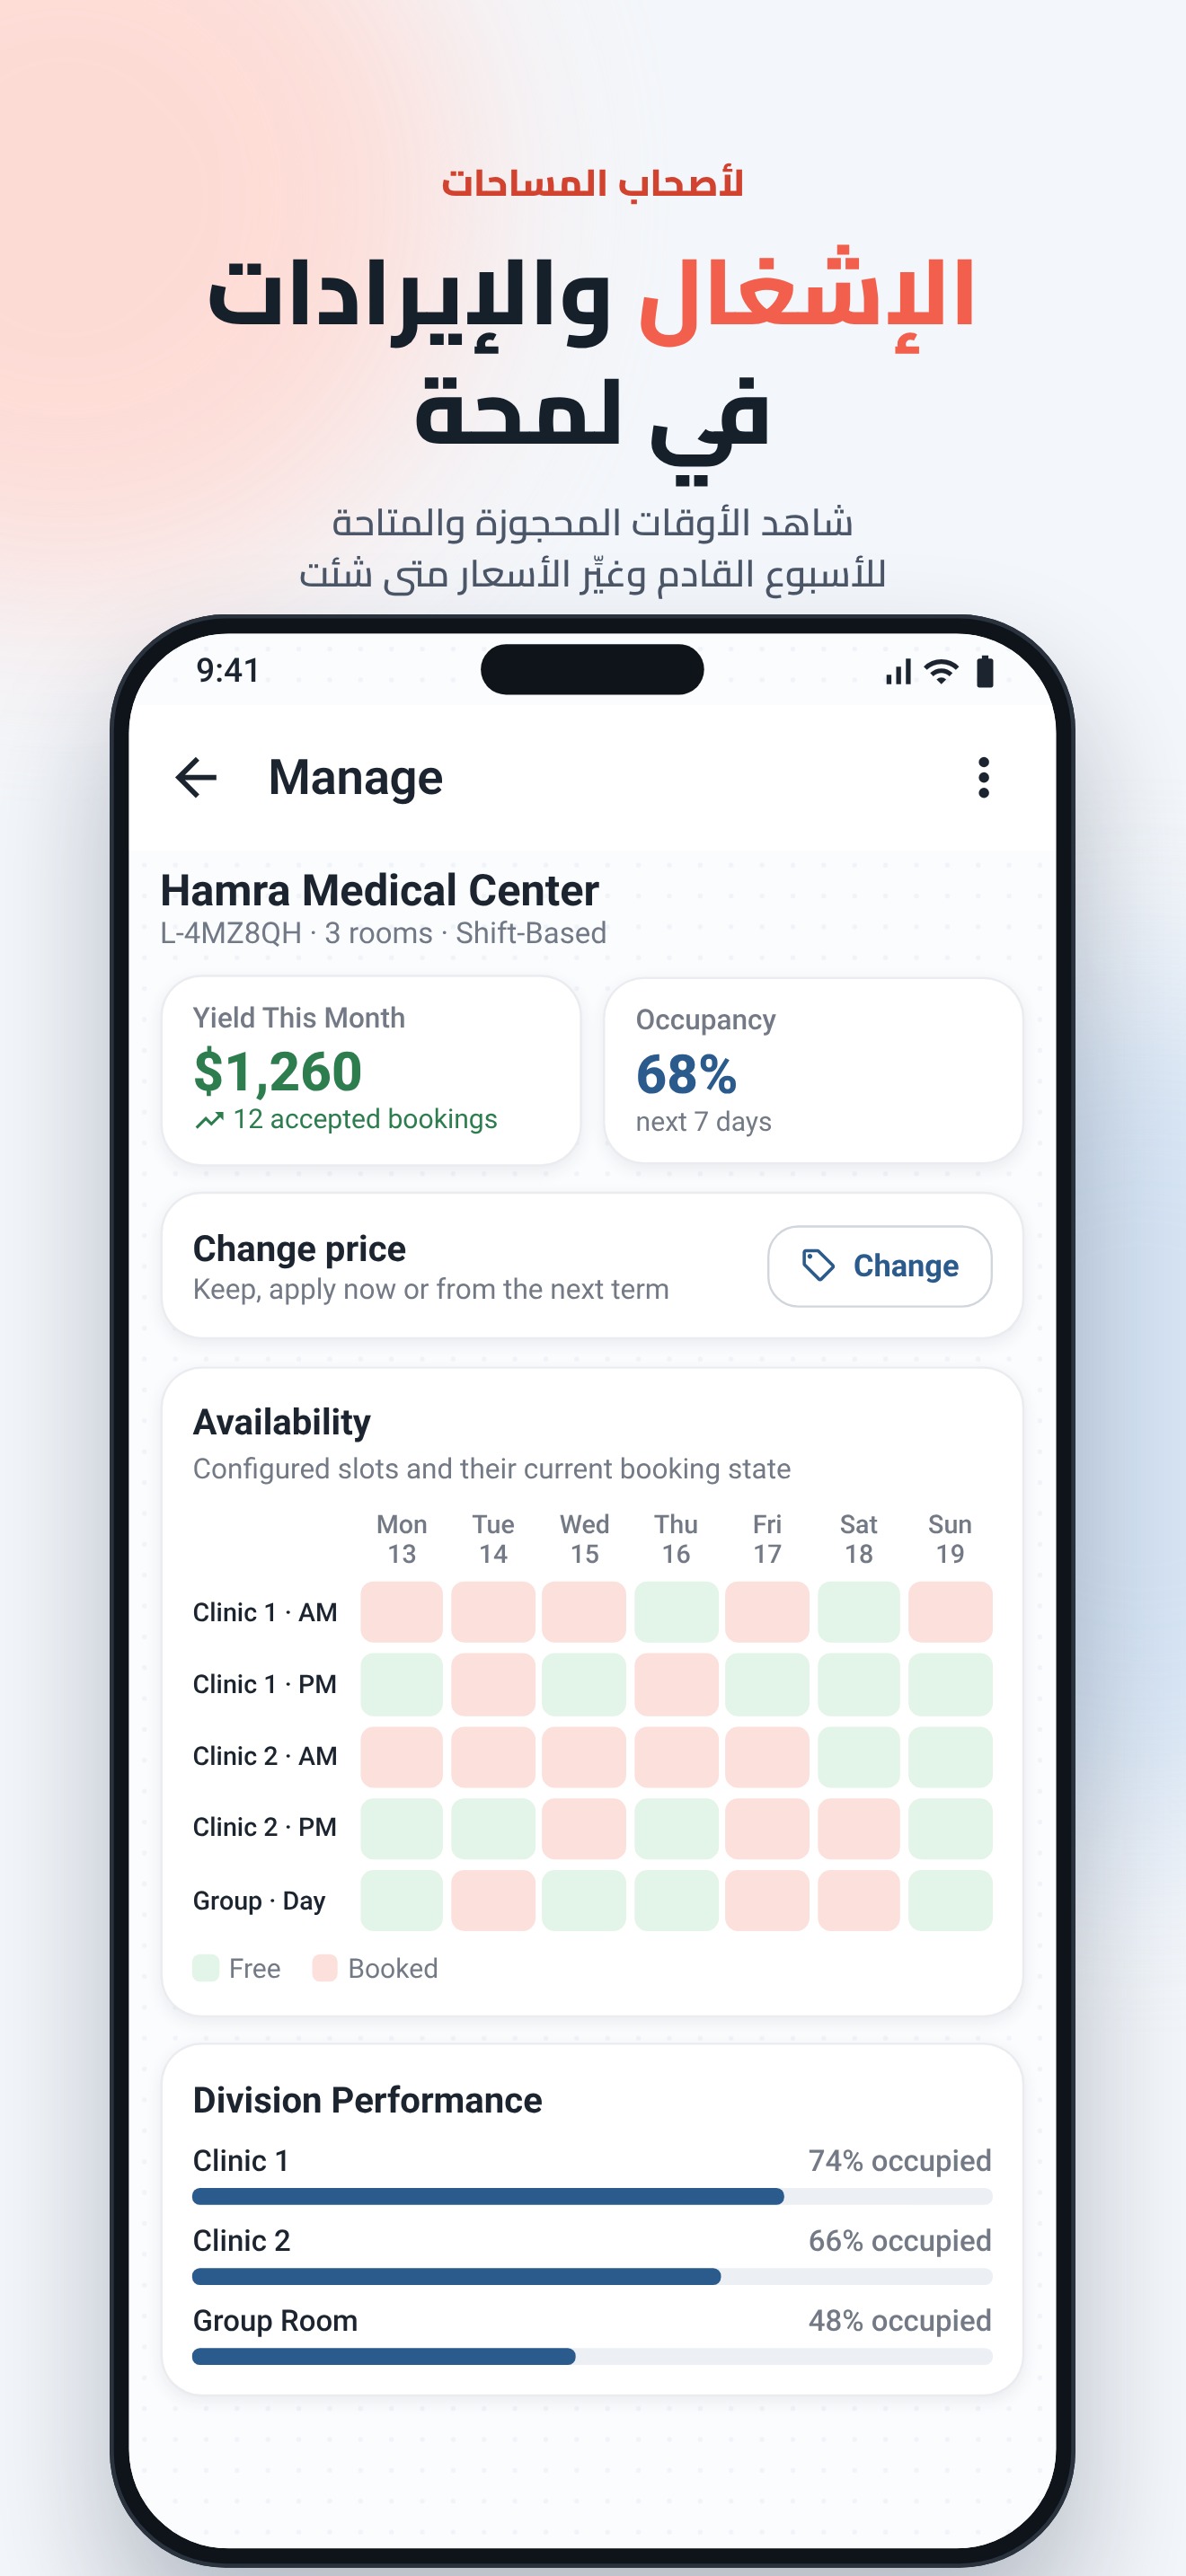 لأصحاب المساحات
الإشغال والإيرادات
في لمحة
شاهد الأوقات المحجوزة والمتاحة
للأسبوع القادم وغيِّر الأسعار متى شئت
9:41
Manage
Hamra Medical Center
L-4MZ8QH · 3 rooms · Shift-Based
Yield This Month
$1,260
12 accepted bookings
Occupancy
68%
next 7 days
Change price
Keep, apply now or from the next term
Change
Availability
Configured slots and their current booking state
Mon Tue Wed Thu Fri Sat Sun
13 14 15 16 17 18 19
Clinic 1 · AM
Clinic 1 · PM
Clinic 2 · AM
Clinic 2 · PM
Group · Day
Free Booked
Division Performance
Clinic 1 74% occupied
Clinic 2 66% occupied
Group Room 48% occupied